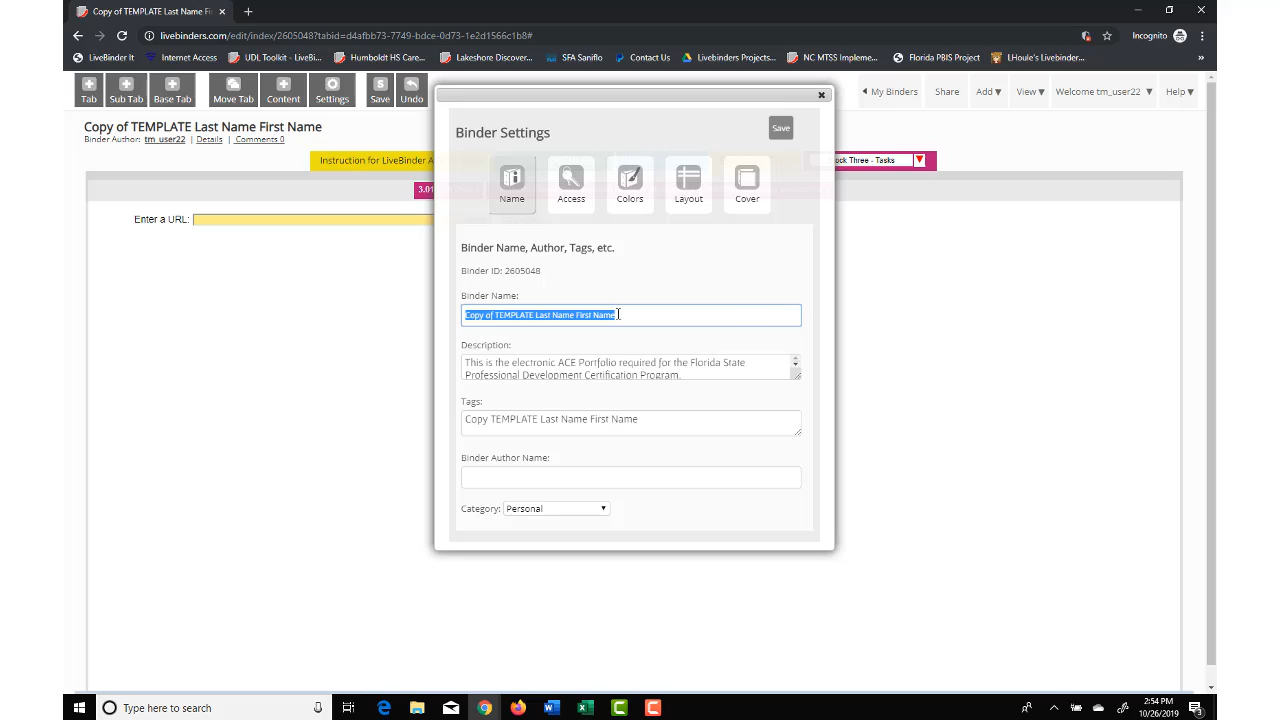 Copy of TEMPLATE Last Name Fir
livebinders.com/edit/index/2605048?tabid=d4afbb73-7749-bdce-0d73-1e2d1566c1b8#
Incognito
LiveBinder It
Internet Access
UDL Toolkit - LiveBi...
Humboldt HS Care...
Lakeshore Discover...
SFA Sanifio
Contact Us
Livebinders Projects...
NC MTSS Impleme...
Florida PBIS Project
LHoule's Livebinder...
»
Tab
Sub Tab
Base Tab
Move Tab
Content
Settings
S
Save
Undo
My Binders
Share
Add
View
Welcome tm_user22
Help
Copy of TEMPLATE Last Name First Name
Binder Author: tm_user22 | Details | Comments 0
Instruction for LiveBinder A
ock Three - Tasks
3.01
Enter a URL:
Binder Settings
Save
Name
Access
Colors
Layout
Cover
Binder Name, Author, Tags, etc.
Binder ID: 2605048
Binder Name:
Copy of TEMPLATE Last Name First Name
Description:
This is the electronic ACE Portfolio required for the Florida State
Professional Development Certification Program.
Tags:
Copy TEMPLATE Last Name First Name
Binder Author Name:
Category: Personal
Type here to search
2:54 PM
10/26/2019
3